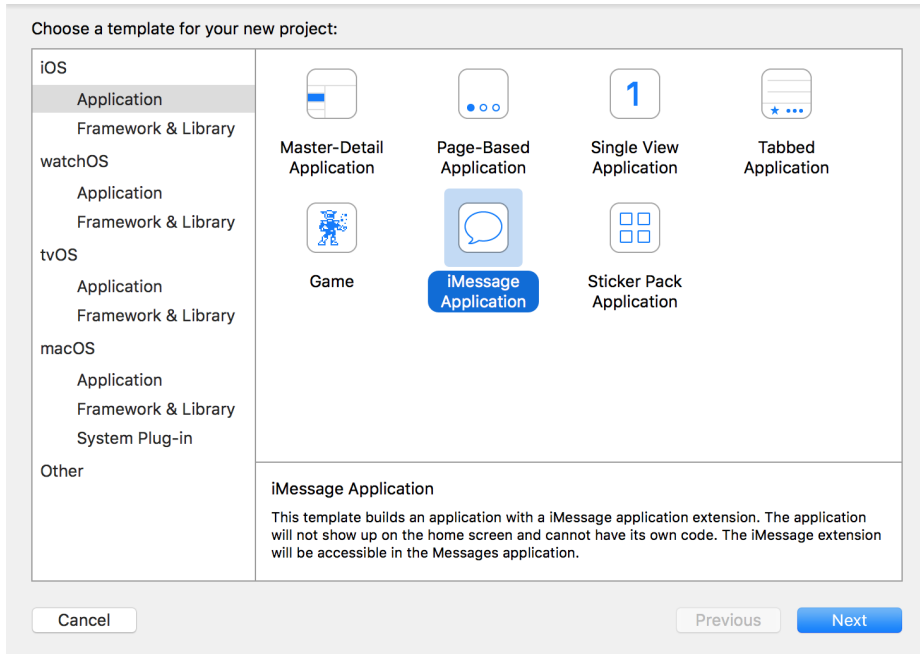 Choose a template for your new project:
iOS
Application
Framework & Library
watchOS
Application
Framework & Library
tvOS
Application
Framework & Library
macOS
Application
Framework & Library
System Plug-in
Other
Master-Detail
Application
Page-Based
Application
1
Single View
Application
Tabbed
Application
Game
iMessage
Application
Sticker Pack
Application
iMessage Application
This template builds an application with a iMessage application extension. The application
will not show up on the home screen and cannot have its own code. The iMessage extension
will be accessible in the Messages application.
Cancel
Previous
Next